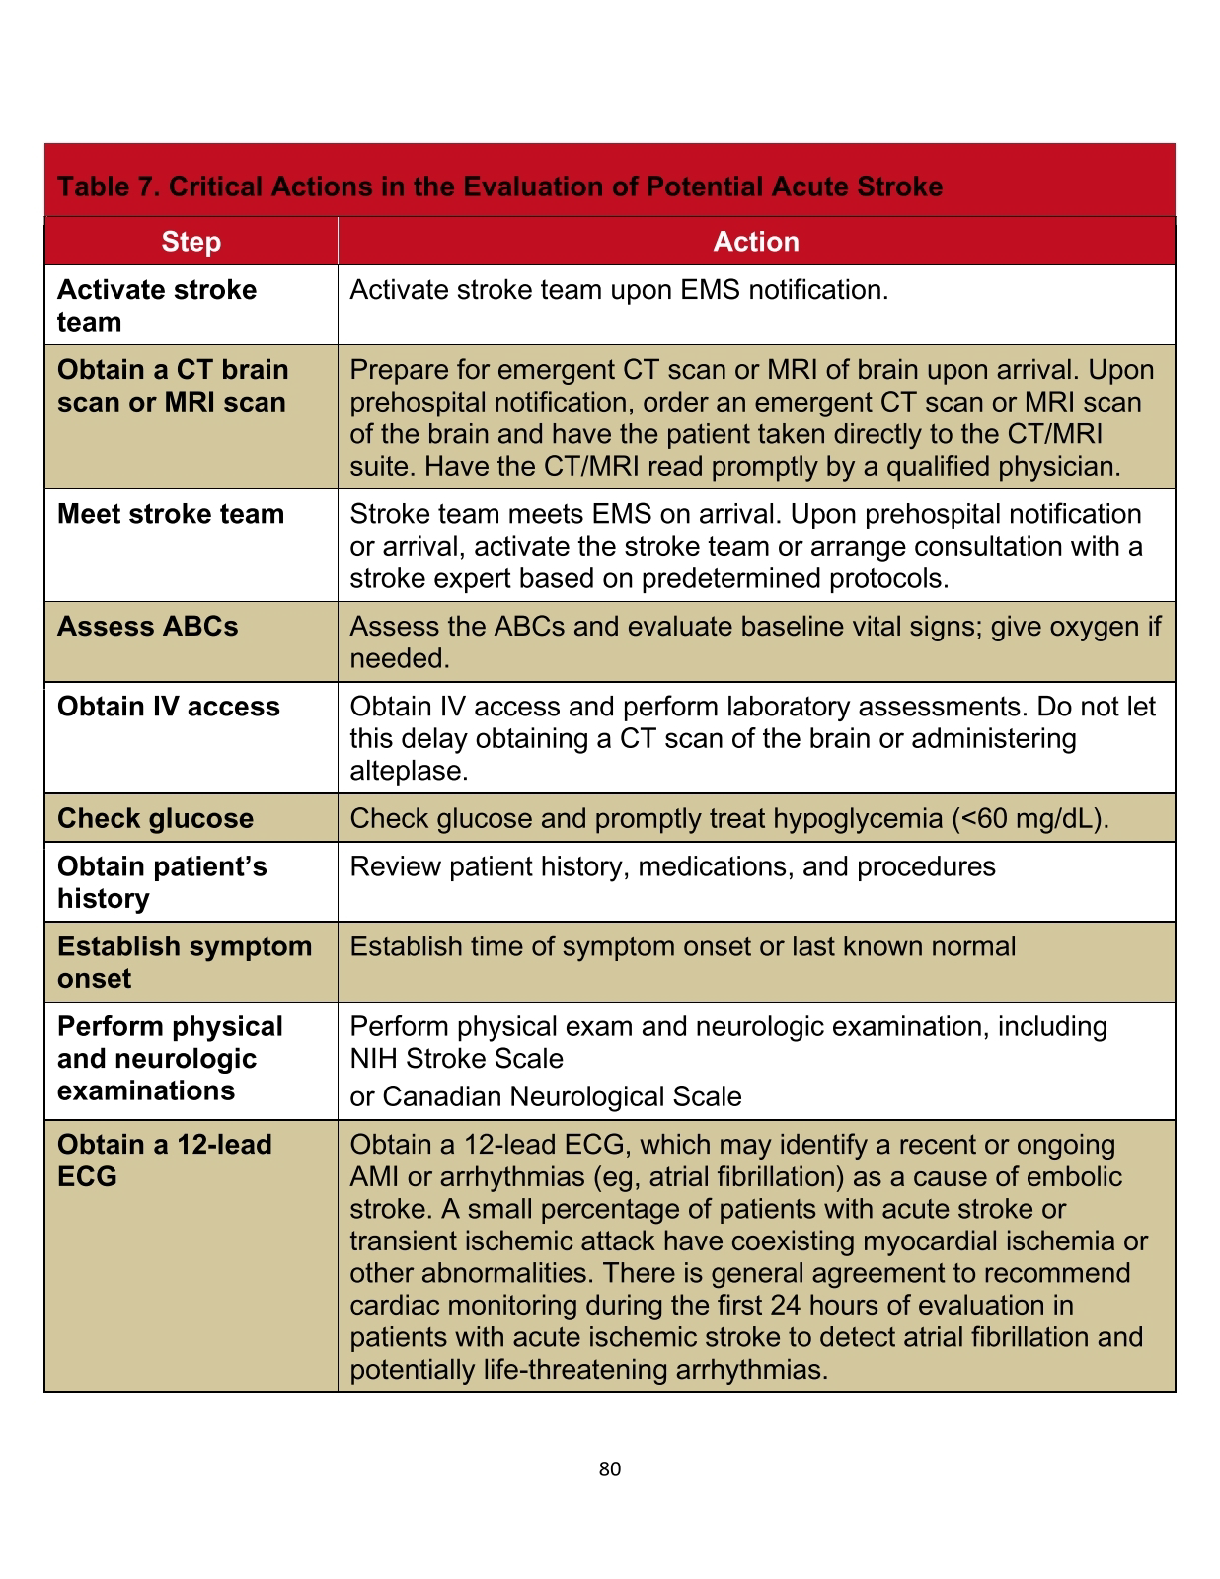 Table 7. Critical Actions in the Evaluation of Potential Acute Stroke
Step
Action
Activate stroke
team
Activate stroke team upon EMS notification.
Obtain a CT brain
scan or MRI scan
Prepare for emergent CT scan or MRI of brain upon arrival. Upon
prehospital notification, order an emergent CT scan or MRI scan
of the brain and have the patient taken directly to the CT/MRI
suite. Have the CT/MRI read promptly by a qualified physician.
Meet stroke team
Stroke team meets EMS on arrival. Upon prehospital notification
or arrival, activate the stroke team or arrange consultation with a
stroke expert based on predetermined protocols.
Assess ABCs
Assess the ABCs and evaluate baseline vital signs; give oxygen if
needed.
Obtain IV access
Obtain IV access and perform laboratory assessments. Do not let
this delay obtaining a CT scan of the brain or administering
alteplase.
Check glucose
Check glucose and promptly treat hypoglycemia (<60 mg/dL).
Obtain patient’s
history
Review patient history, medications, and procedures
Establish symptom
onset
Establish time of symptom onset or last known normal
Perform physical
and neurologic
examinations
Perform physical exam and neurologic examination, including
NIH Stroke Scale
or Canadian Neurological Scale
Obtain a 12-lead
ECG
Obtain a 12-lead ECG, which may identify a recent or ongoing
AMI or arrhythmias (eg, atrial fibrillation) as a cause of embolic
stroke. A small percentage of patients with acute stroke or
transient ischemic attack have coexisting myocardial ischemia or
other abnormalities. There is general agreement to recommend
cardiac monitoring during the first 24 hours of evaluation in
patients with acute ischemic stroke to detect atrial fibrillation and
potentially life-threatening arrhythmias.
80